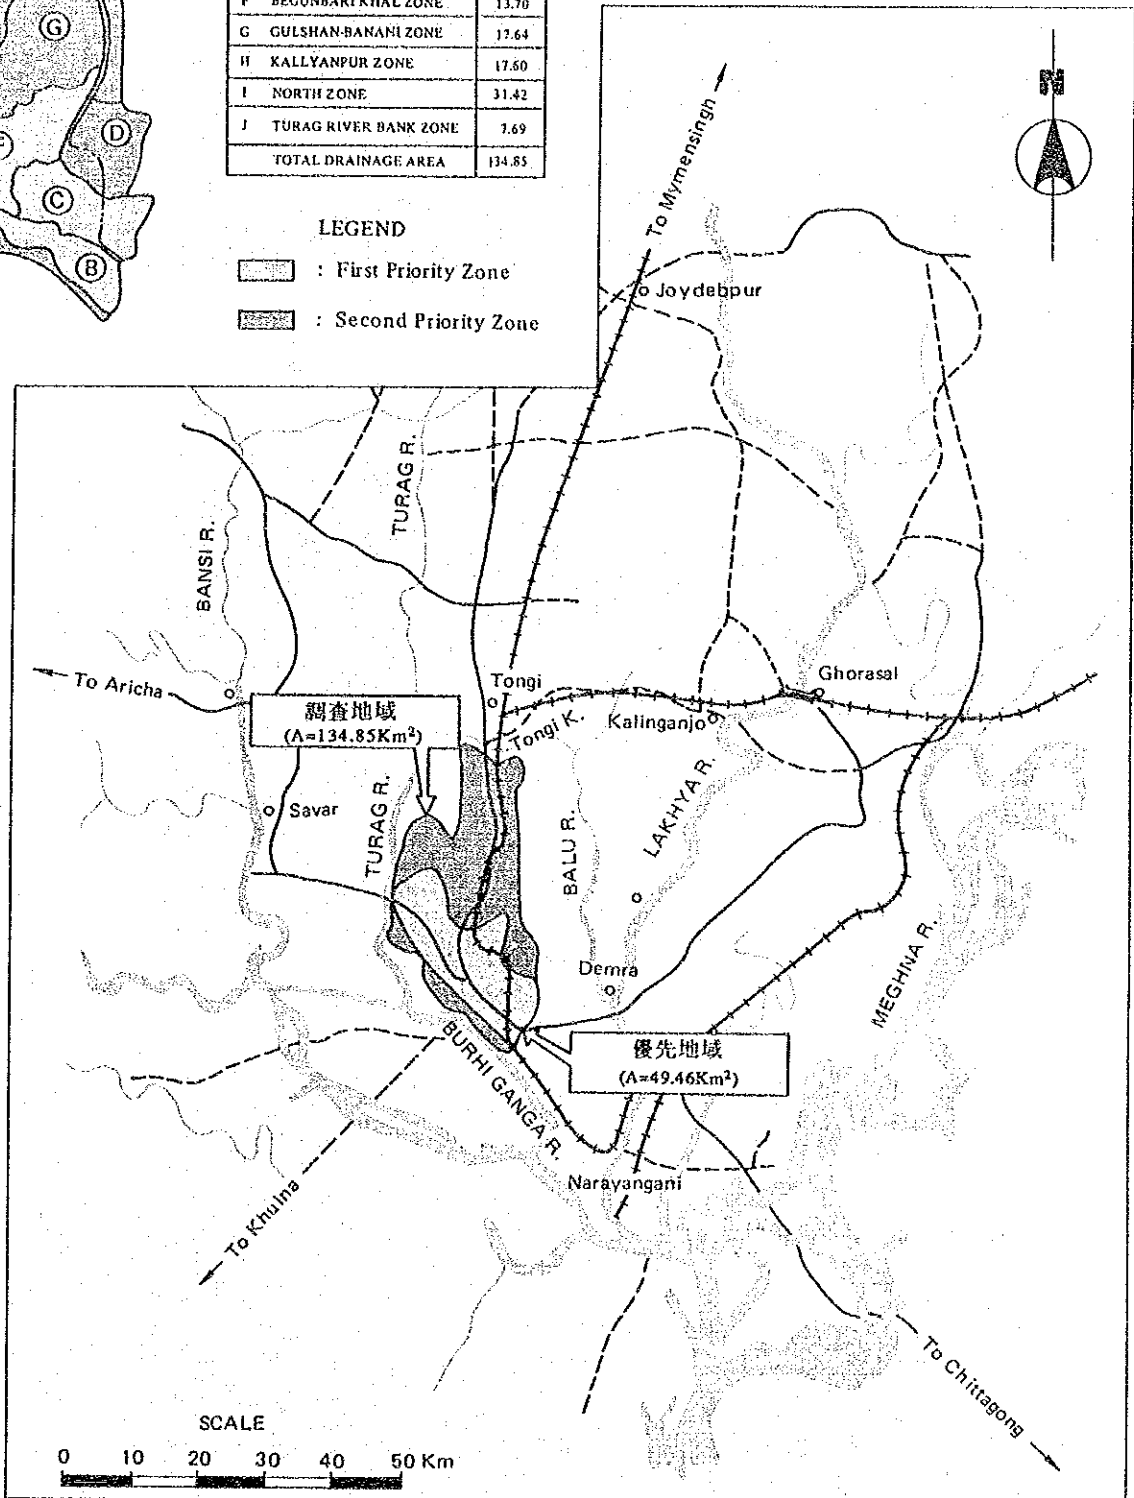 F BEGUNBARI KHAL ZONE 13.70
G GULSHAN-BANANI ZONE 17.64
H KALLYANPUR ZONE 17.60
I NORTH ZONE 31.42
J TURAG RIVER BANK ZONE 7.69
TOTAL DRAINAGE AREA 134.85
G
D
C
B
LEGEND
: First Priority Zone
: Second Priority Zone
N
To Mymensingh
Joydebpur
TURAG R.
BANSI R.
To Aricha
Tongi
Tongi K.
Ghorasal
Kalinganjo
調査地域
(A=134.85Km²)
Savar
TURAG R.
BALU R.
LAKHYA R.
Demra
MEGHNA R.
優先地域
(A=49.46Km²)
BURHI GANGA R.
Narayangani
To Khulna
To Chittagong
SCALE
0 10 20 30 40 50 Km